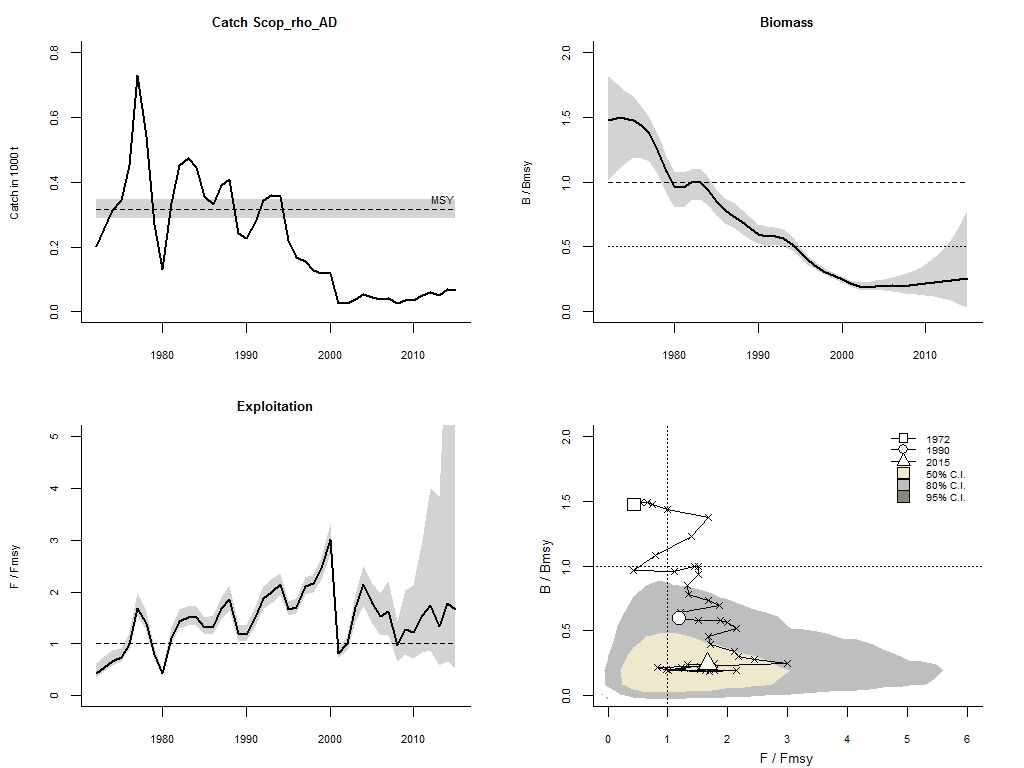 Catch Scop_rho_AD
Catch in 1000 t
0.8
0.6
0.4
0.2
0.0
MSY
1980 1990 2000 2010
Biomass
B / Bmsy
2.0
1.5
1.0
0.5
0.0
1980 1990 2000 2010
Exploitation
F / Fmsy
5
4
3
2
1
0
1980 1990 2000 2010
B / Bmsy
2.0
1.5
1.0
0.5
0.0
1972
1990
2015
50% C.I.
80% C.I.
95% C.I.
0 1 2 3 4 5 6
F / Fmsy